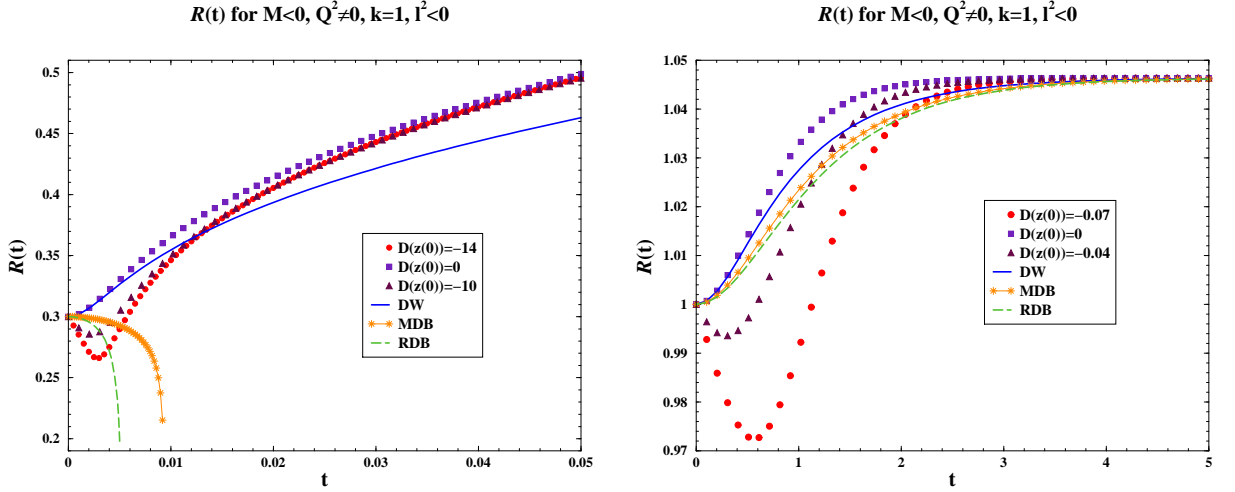 R(t) for M<0, Q²≠0, k=1, l²<0
R(t)
0.5
0.45
0.4
0.35
0.3
0.25
0.2
D(z(0))=−14
D(z(0))=0
D(z(0))=−10
DW
MDB
RDB
0 0.01 0.02 0.03 0.04 0.05
t
R(t) for M<0, Q²≠0, k=1, l²<0
R(t)
1.05
1.04
1.03
1.02
1.01
1
0.99
0.98
0.97
D(z(0))=−0.07
D(z(0))=0
D(z(0))=−0.04
DW
MDB
RDB
0 1 2 3 4 5
t